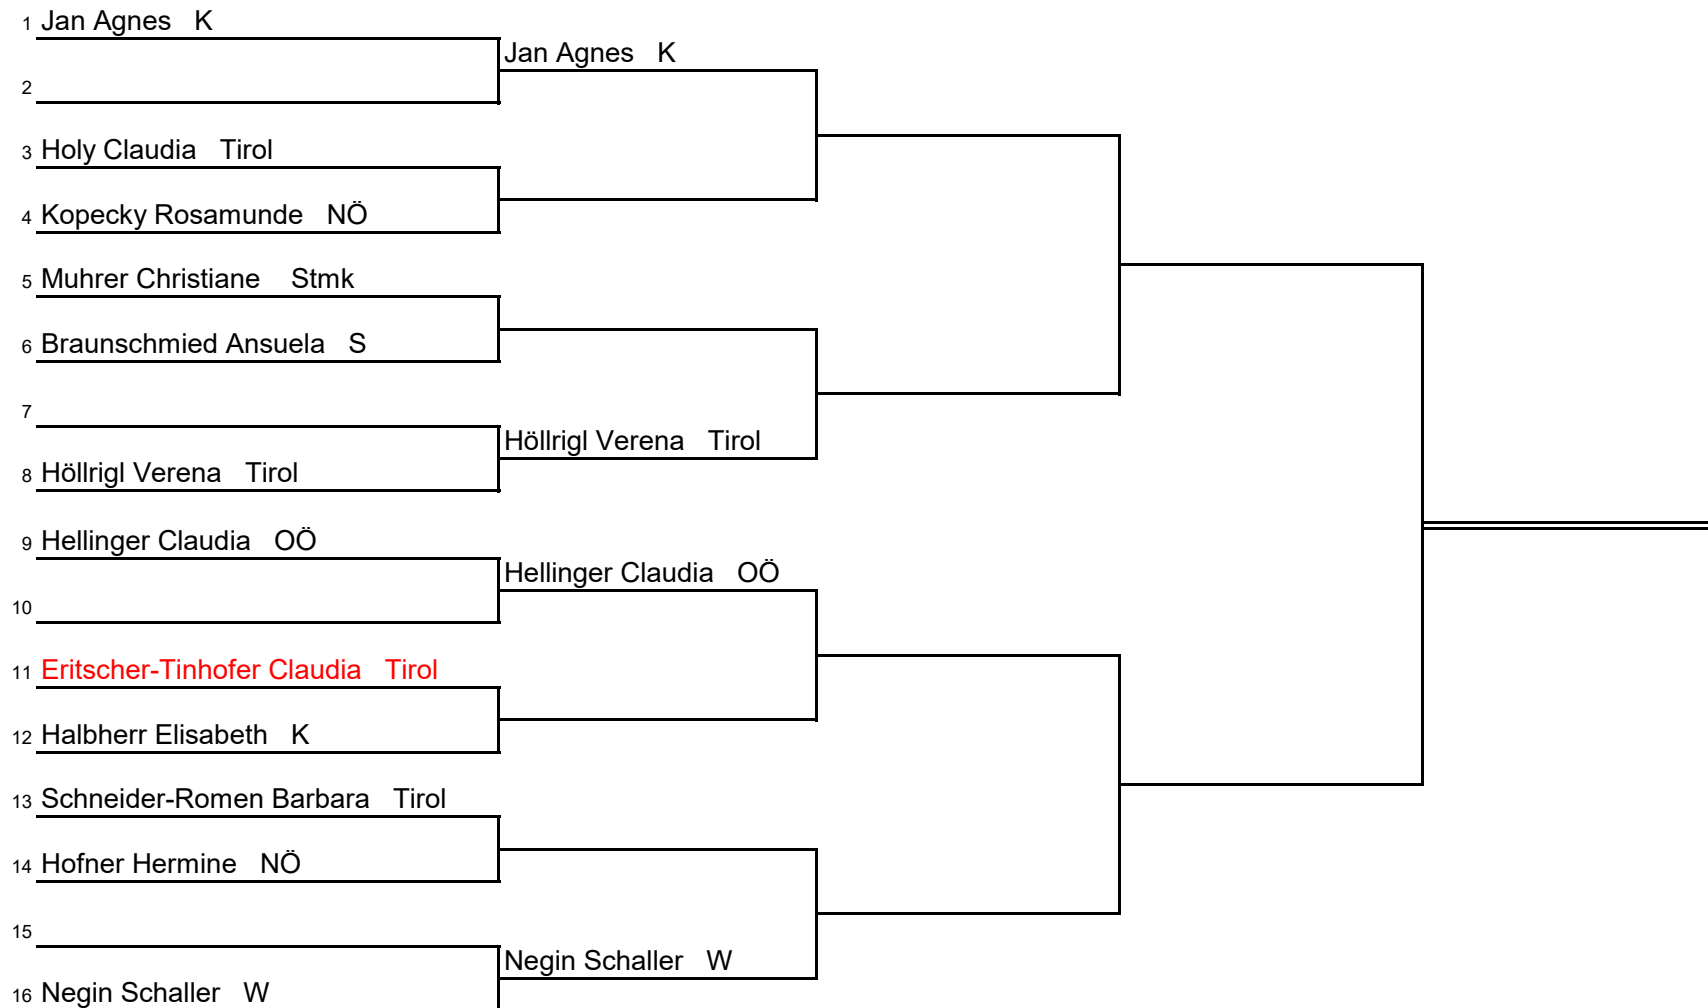 1 Jan Agnes K
Jan Agnes K
2
3 Holy Claudia Tirol
4 Kopecky Rosamunde NÖ
5 Muhrer Christiane Stmk
6 Braunschmied Ansuela S
7
Höllrigl Verena Tirol
8 Höllrigl Verena Tirol
9 Hellinger Claudia OÖ
Hellinger Claudia OÖ
10
11 Eritscher-Tinhofer Claudia Tirol
12 Halbherr Elisabeth K
13 Schneider-Romen Barbara Tirol
14 Hofner Hermine NÖ
15
Negin Schaller W
16 Negin Schaller W